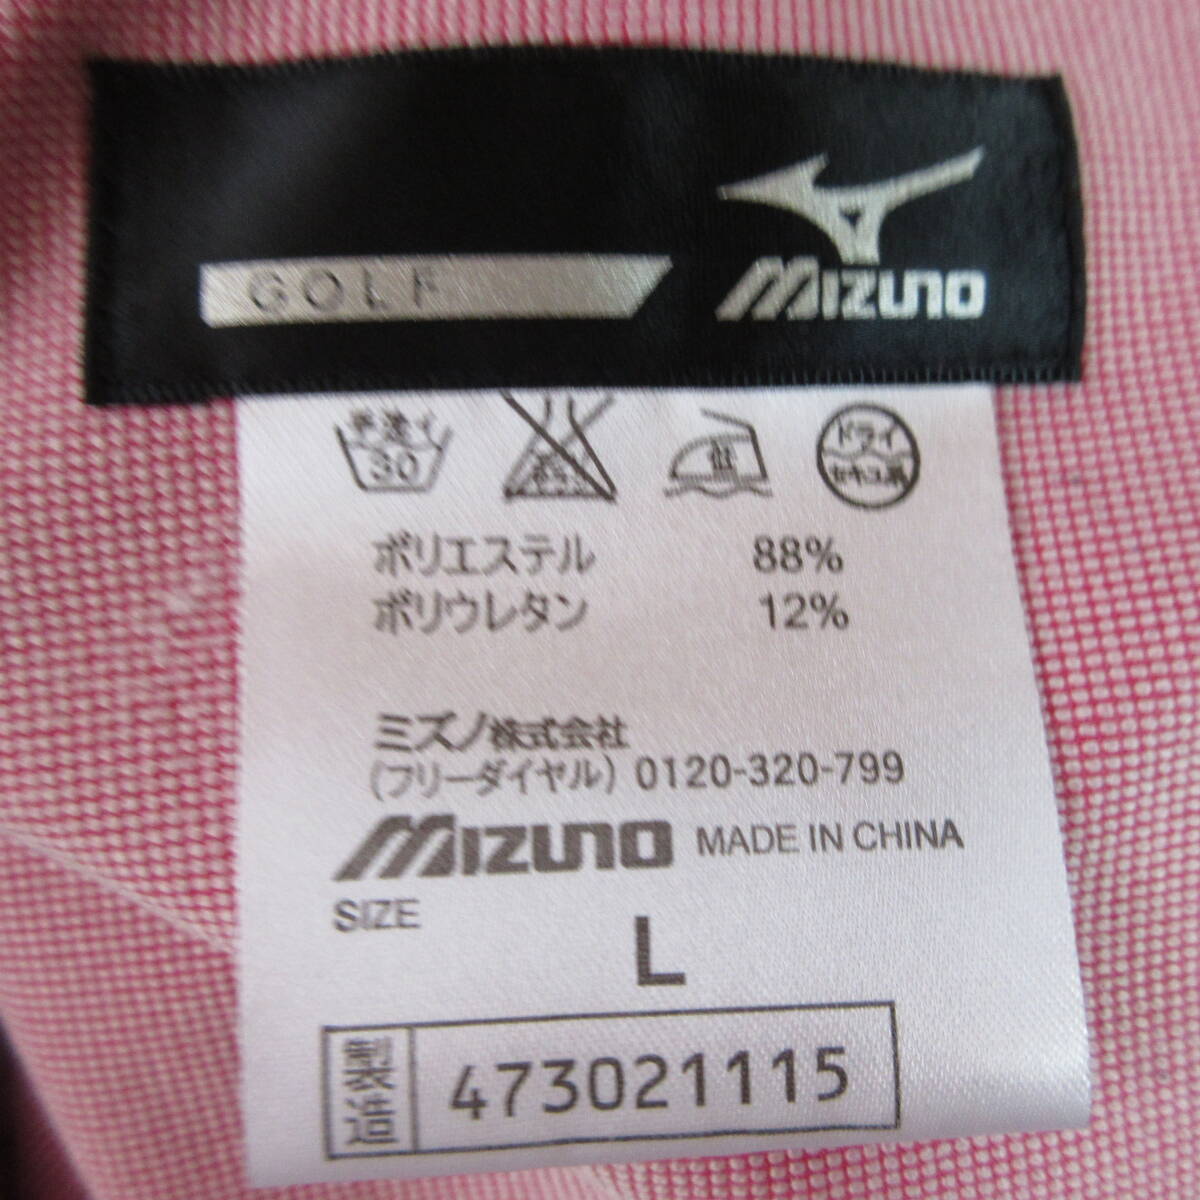 GOLF
MIZUNO
手洗イ
30
低
ドライ
セキユ系
ポリエステル 88%
ポリウレタン 12%
ミズノ株式会社
(フリーダイヤル) 0120-320-799
MIZUNO MADE IN CHINA
SIZE
L
製造 473021115